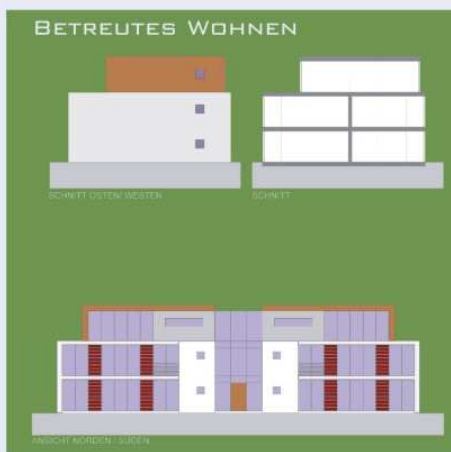 BETREUTES WOHNEN
SCHNITT OSTEN/ WESTEN
SCHNITT
ANSICHT NORDEN / SÜDEN